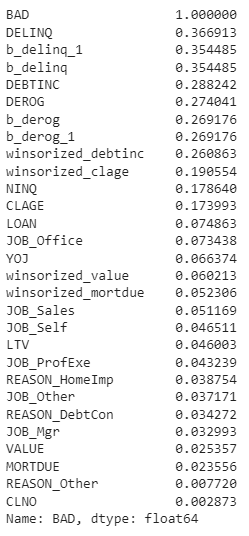 BAD 1.000000
DELINQ 0.366913
b_delinq_1 0.354485
b_delinq 0.354485
DEBTINC 0.288242
DEROG 0.274041
b_derog 0.269176
b_derog_1 0.269176
winsorized_debtinc 0.260863
winsorized_clage 0.190554
NINQ 0.178640
CLAGE 0.173993
LOAN 0.074863
JOB_Office 0.073438
YOJ 0.066374
winsorized_value 0.060213
winsorized_mortdue 0.052306
JOB_Sales 0.051169
JOB_Self 0.046511
LTV 0.046003
JOB_ProfExe 0.043239
REASON_HomeImp 0.038754
JOB_Other 0.037171
REASON_DebtCon 0.034272
JOB_Mgr 0.032993
VALUE 0.025357
MORTDUE 0.023556
REASON_Other 0.007720
CLNO 0.002873
Name: BAD, dtype: float64